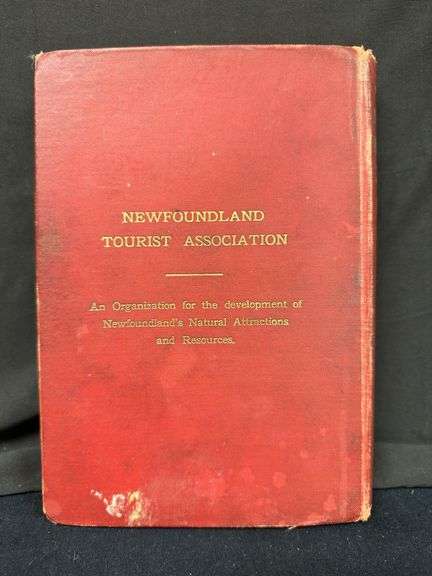 NEWFOUNDLAND
TOURIST ASSOCIATION
An Organization for the development of
Newfoundland's Natural Attractions
and Resources.